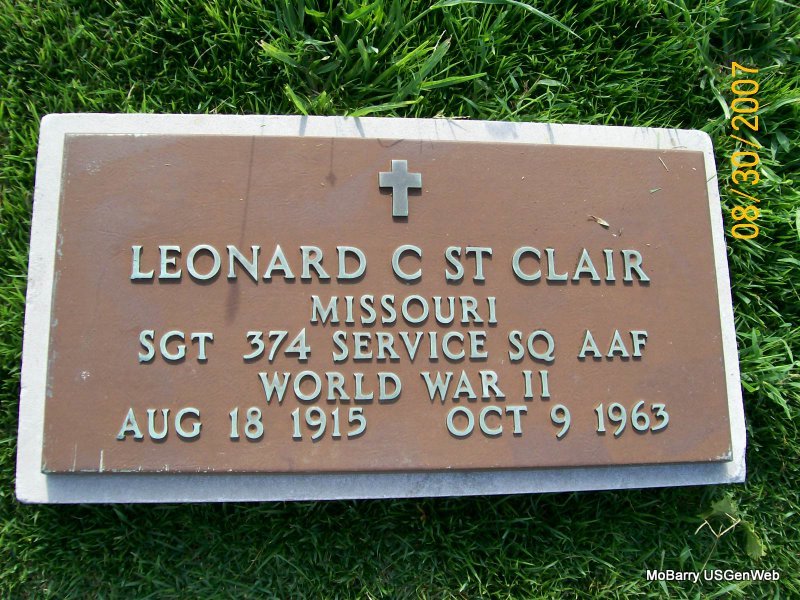 LEONARD C ST CLAIR
MISSOURI
SGT 374 SERVICE SQ AAF
WORLD WAR II
AUG 18 1915 OCT 9 1963
08/30/2007
MoBarry USGenWeb